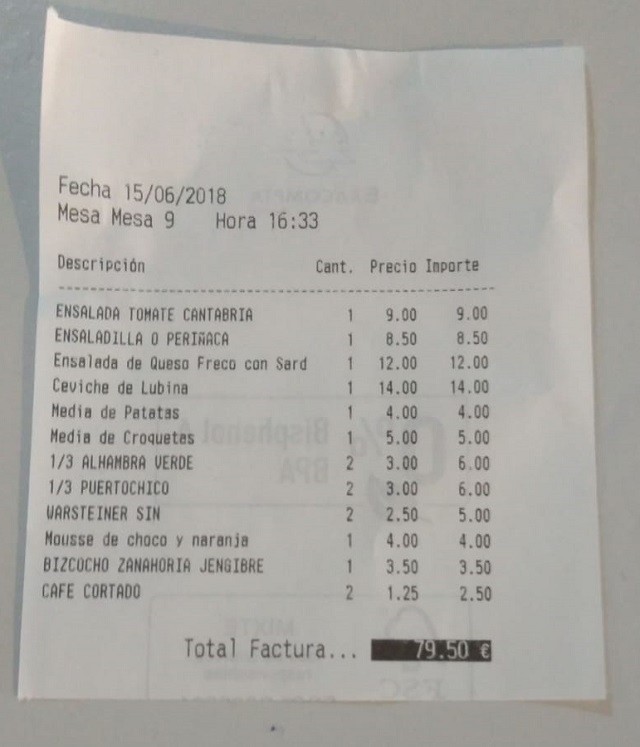 Fecha 15/06/2018
Mesa Mesa 9 Hora 16:33
Descripción Cant. Precio Importe
ENSALADA TOMATE CANTABRIA 1 9.00 9.00
ENSALADILLA O PERIÑACA 1 8.50 8.50
Ensalada de Queso Freco con Sard 1 12.00 12.00
Ceviche de Lubina 1 14.00 14.00
Media de Patatas 1 4.00 4.00
Media de Croquetas 1 5.00 5.00
1/3 ALHAMBRA VERDE 2 3.00 6.00
1/3 PUERTOCHICO 2 3.00 6.00
WARSTEINER SIN 2 2.50 5.00
Mousse de choco y naranja 1 4.00 4.00
BIZCOCHO ZANAHORIA JENGIBRE 1 3.50 3.50
CAFE CORTADO 2 1.25 2.50
Total Factura... 79.50 €
0% Bisphenol A
BPA
MIXTE
FSC